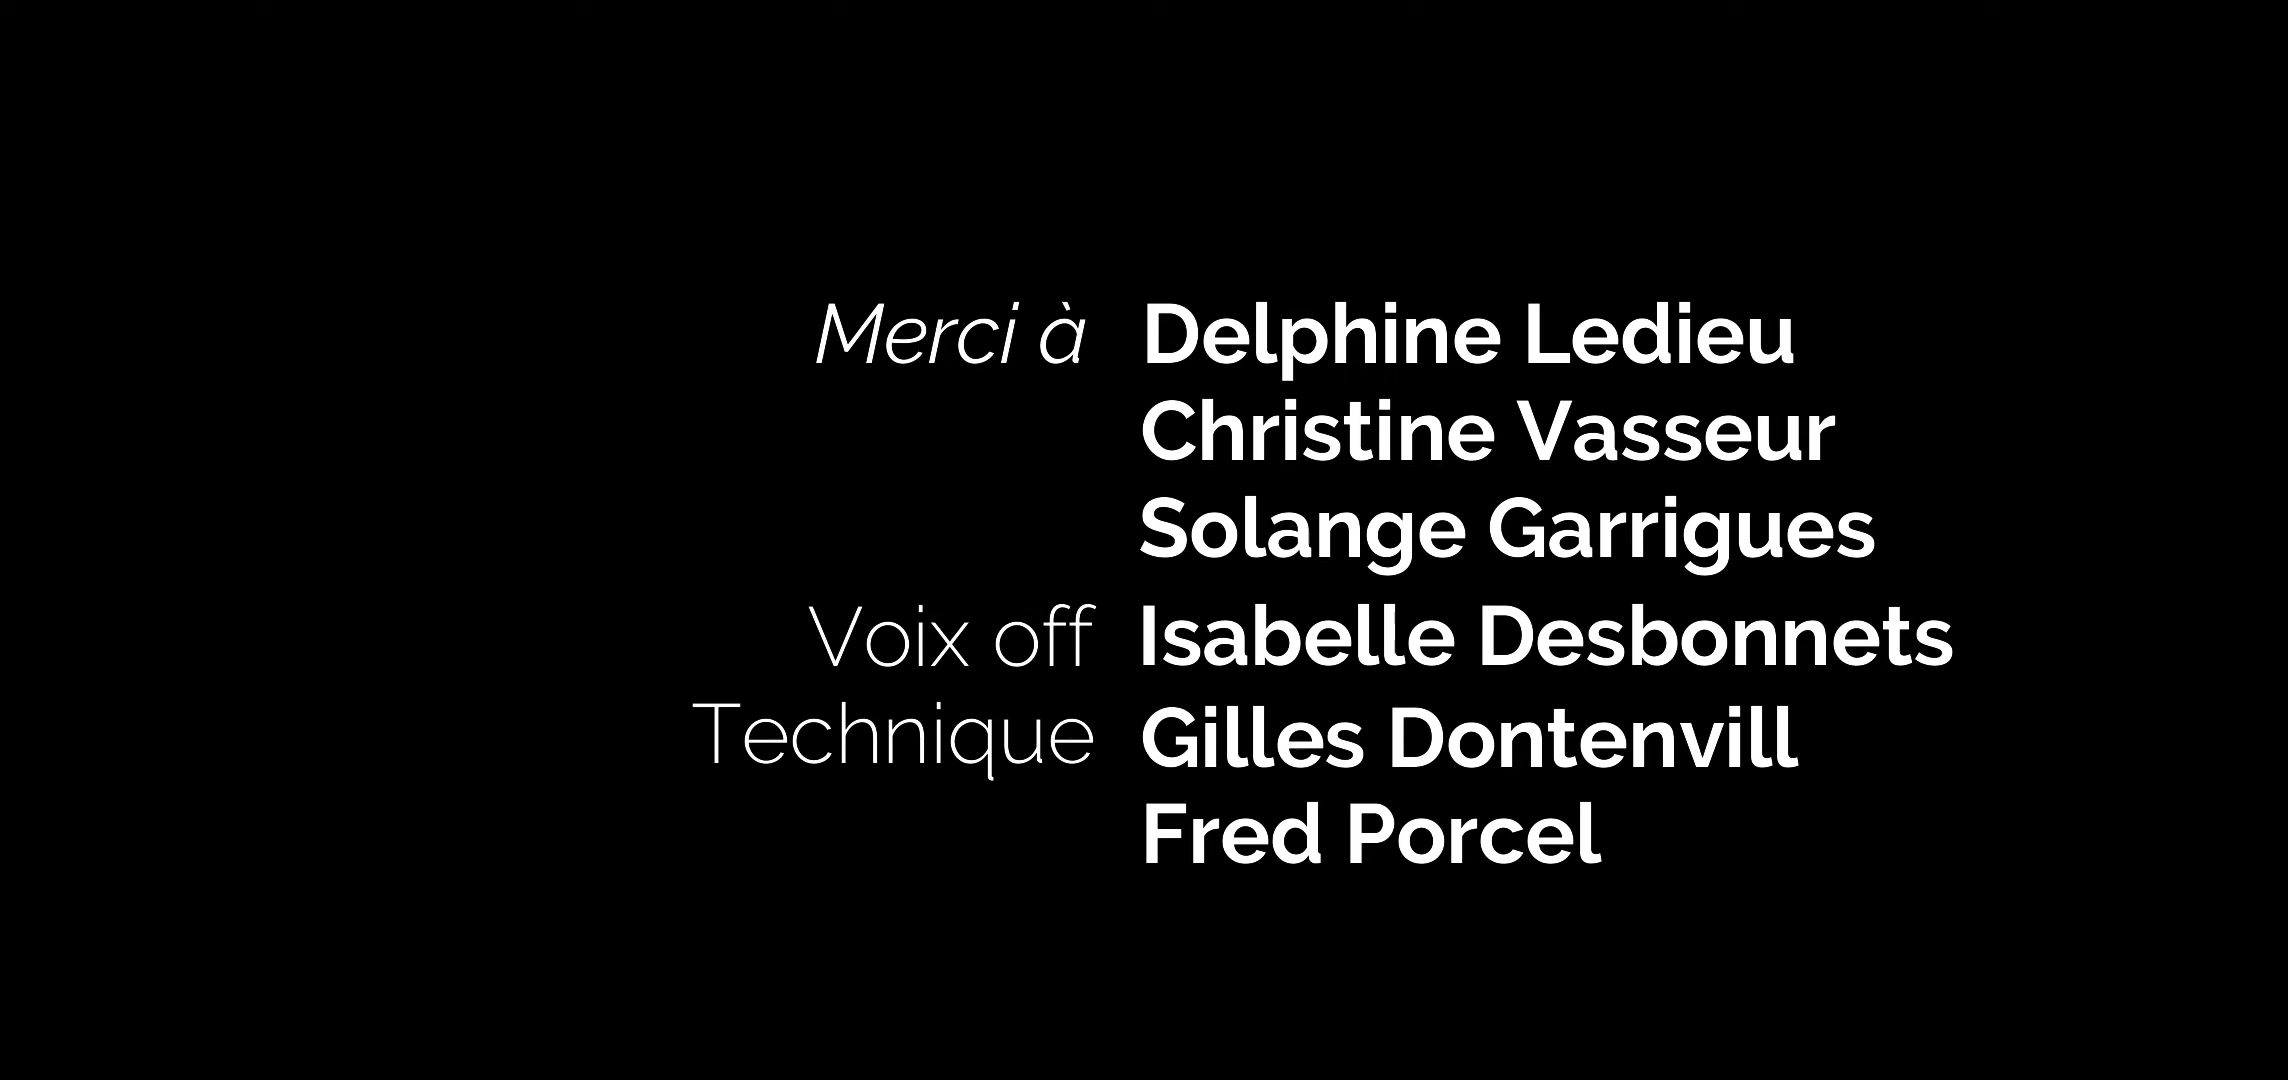 Merci à Delphine Ledieu
Christine Vasseur
Solange Garrigues
Voix off Isabelle Desbonnets
Technique Gilles Dontenvill
Fred Porcel